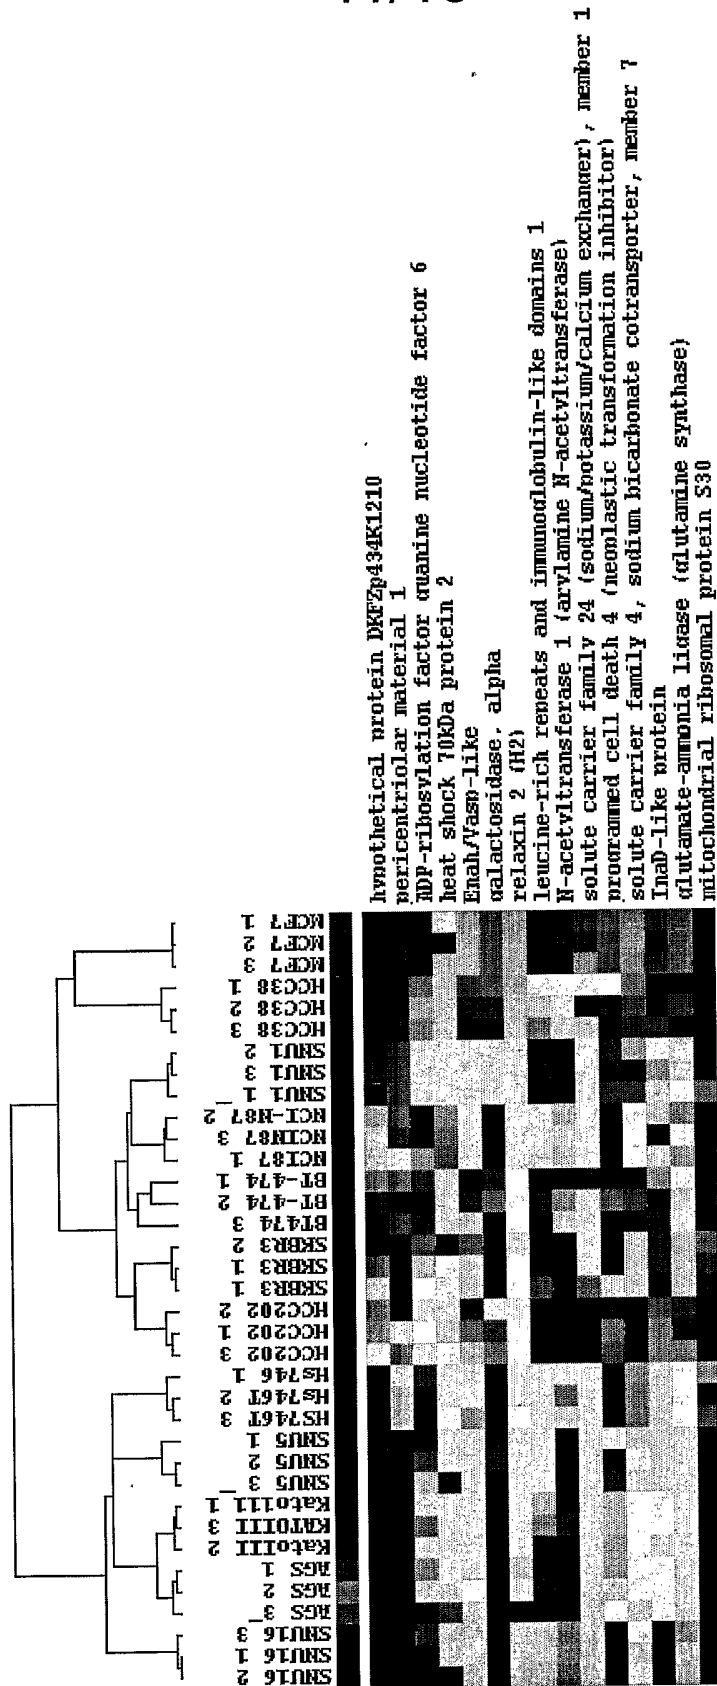 hypothetical protein DKFZp434K1210
pericentriolar material 1
ADP-ribosylation factor guanine nucleotide factor 6
heat shock 70kDa protein 2
Enah/Vasp-like
galactosidase, alpha
relaxin 2 (H2)
leucine-rich repeats and immunoglobulin-like domains 1
N-acetyltransferase 1 (arylamine N-acetyltransferase)
solute carrier family 24 (sodium/potassium/calcium exchanger), member 1
programmed cell death 4 (neoplastic transformation inhibitor)
solute carrier family 4, sodium bicarbonate cotransporter, member 7
InaD-like protein
glutamate-ammonia ligase (glutamine synthase)
mitochondrial ribosomal protein S30
MCF7 1
MCF7 2
MCF7 3
HCC38 1
HCC38 2
HCC38 3
SNU1 2
SNU1 3
SNU1 1_
NCI-N87 2
NCIN87 3
NCI87 1
BT-474 1
BT-474 2
BT474 3
SKBR3 2
SKBR3 1
SKBR3 1
HCC202 2
HCC202 1
HCC202 3
Hs746 1
Hs746T 2
HS746T 3
SNU5 1
SNU5 2
SNU5 3_
KatoIII 1
KATOIII 3
KatoIII 2
AGS 1
AGS 2
AGS 3_
SNU16 3
SNU16 1
SNU16 2